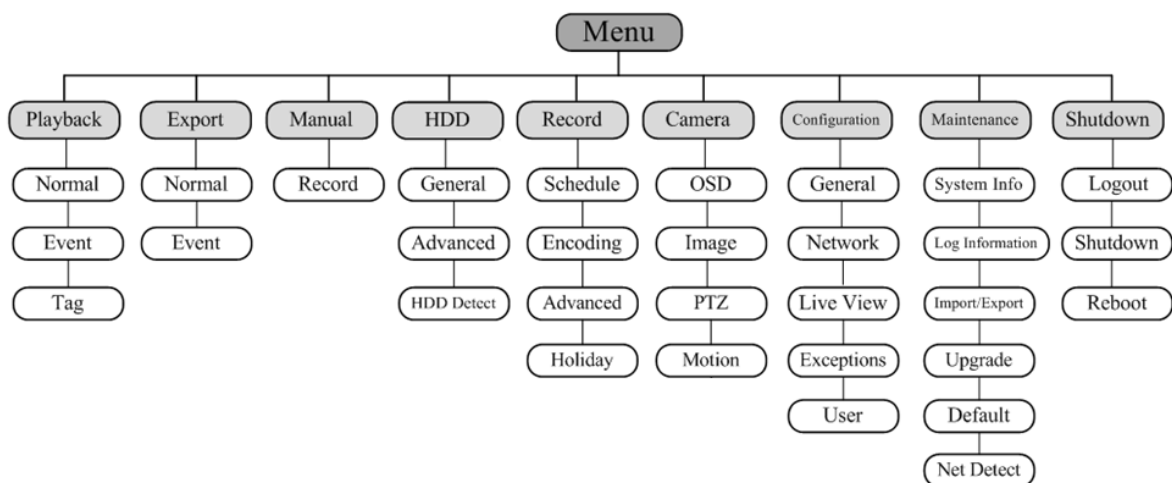 Menu
Playback Export Manual HDD Record Camera Configuration Maintenance Shutdown
Normal Normal Record General Schedule OSD General System Info Logout
Event Event Advanced Encoding Image Network Log Information Shutdown
Tag HDD Detect Advanced PTZ Live View Import/Export Reboot
Holiday Motion Exceptions Upgrade
User Default
Net Detect